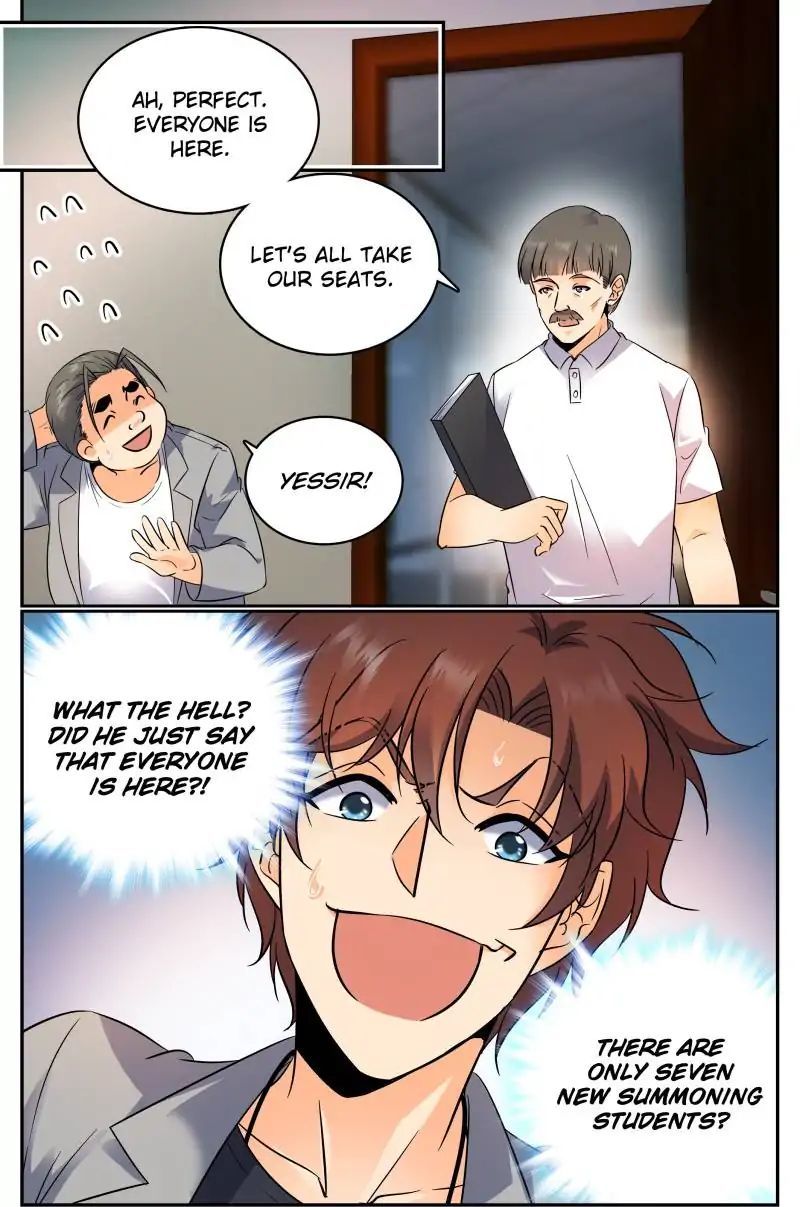 AH, PERFECT.
EVERYONE IS
HERE.
LET'S ALL TAKE
OUR SEATS.
YESSIR!
WHAT THE HELL?
DID HE JUST SAY
THAT EVERYONE
IS HERE?!
THERE ARE
ONLY SEVEN
NEW SUMMONING
STUDENTS?